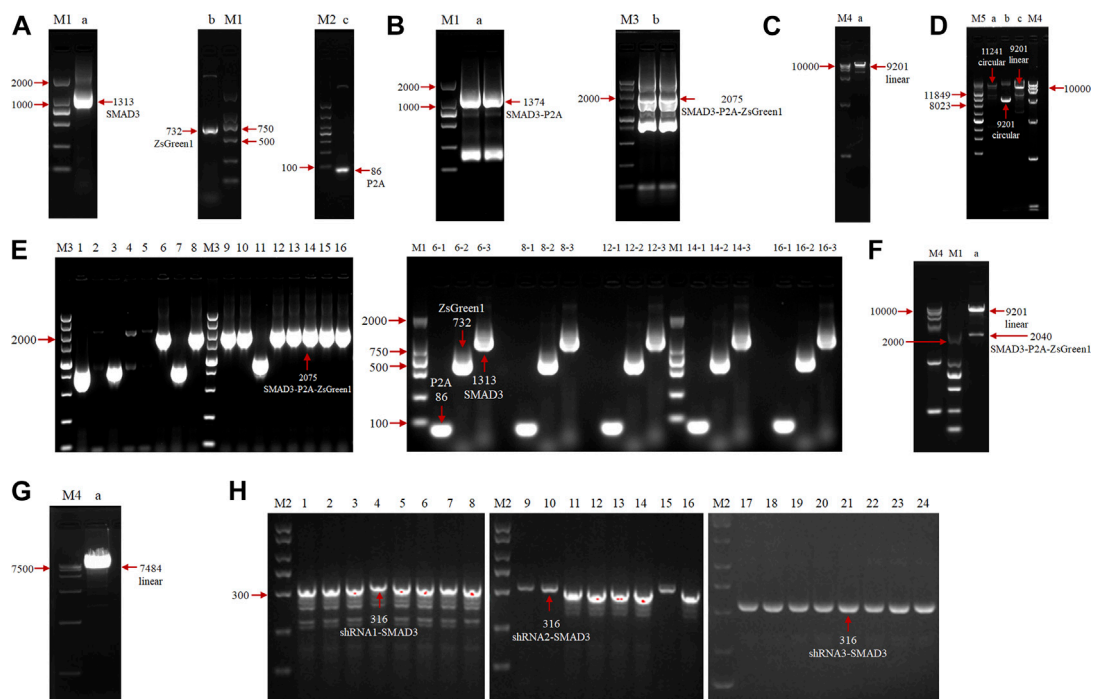 A
M1 a
2000
1000
1313
SMAD3
b M1
732
ZsGreen1
750
500
M2 c
100
86
P2A
B
M1 a
2000
1000
1374
SMAD3-P2A
M3 b
2000
2075
SMAD3-P2A-ZsGreen1
C
M4 a
10000
9201
linear
D
M5 a b c M4
11241
circular
9201
linear
11849
8023
10000
9201
circular
E
M3 1 2 3 4 5 6 7 8 M3 9 10 11 12 13 14 15 16
2000
2075
SMAD3-P2A-ZsGreen1
M1 6-1 6-2 6-3 8-1 8-2 8-3 12-1 12-2 12-3 M1 14-1 14-2 14-3 16-1 16-2 16-3
2000
750
500
100
ZsGreen1
732
P2A
86
1313
SMAD3
F
M4 M1 a
10000
2000
9201
linear
2040
SMAD3-P2A-ZsGreen1
G
M4 a
7500
7484
linear
H
M2 1 2 3 4 5 6 7 8
300
316
shRNA1-SMAD3
M2 9 10 11 12 13 14 15 16
316
shRNA2-SMAD3
M2 17 18 19 20 21 22 23 24
316
shRNA3-SMAD3